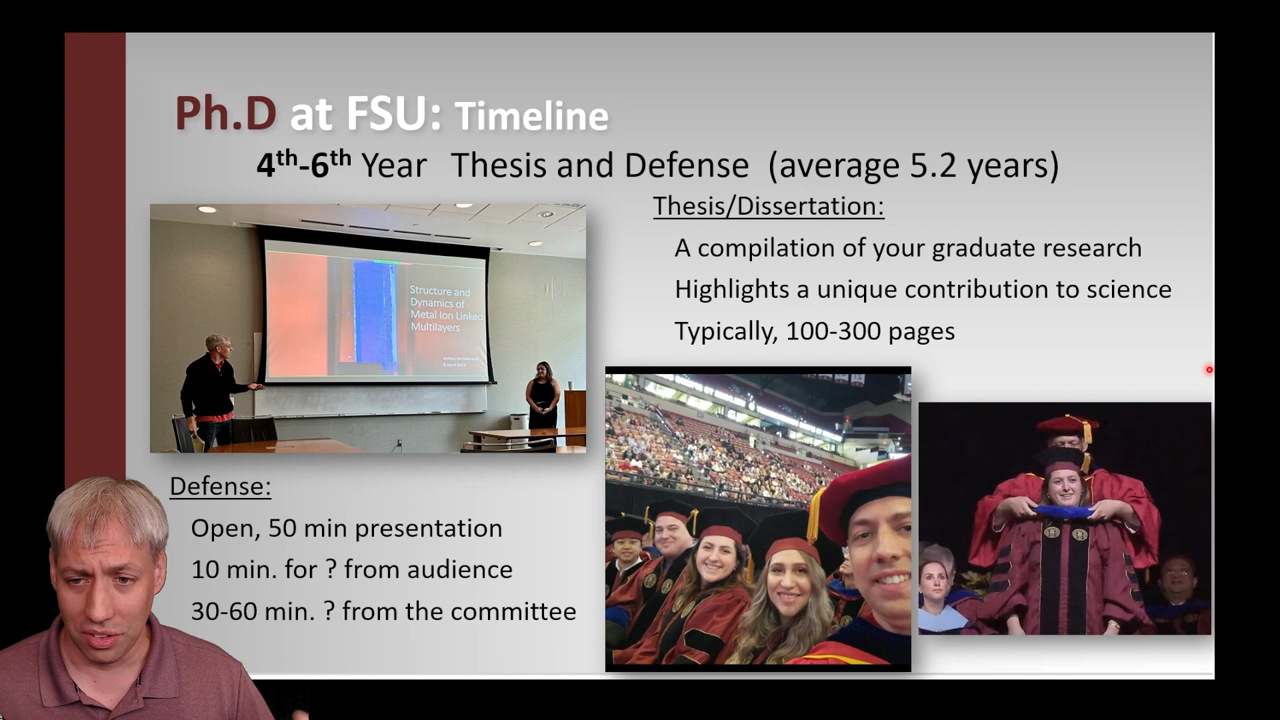 Ph.D at FSU: Timeline
4th-6th Year Thesis and Defense (average 5.2 years)
Thesis/Dissertation:
A compilation of your graduate research
Highlights a unique contribution to science
Typically, 100-300 pages
Structure and
Dynamics of
Metal Ion Linked
Multilayers
Defense:
Open, 50 min presentation
10 min. for ? from audience
30-60 min. ? from the committee